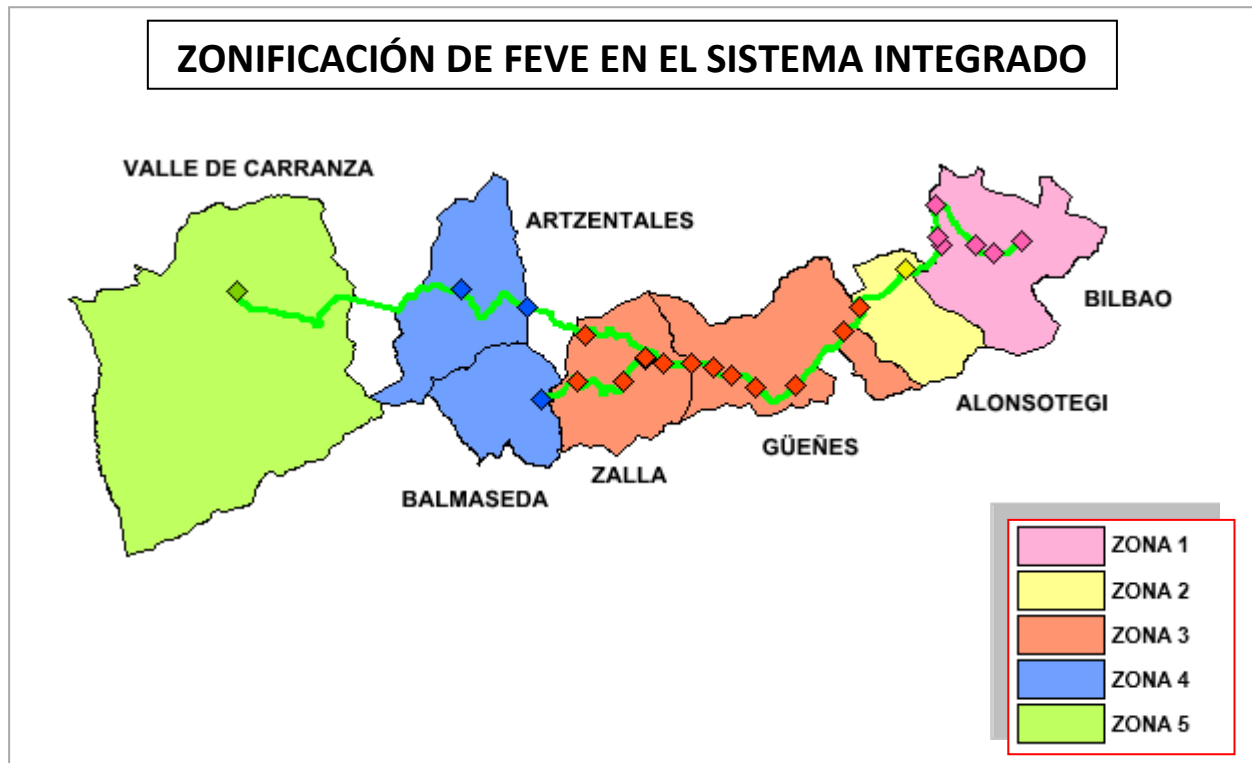 ZONIFICACIÓN DE FEVE EN EL SISTEMA INTEGRADO
VALLE DE CARRANZA
ARTZENTALES
BILBAO
ALONSOTEGI
GÜEÑES
ZALLA
BALMASEDA
ZONA 1
ZONA 2
ZONA 3
ZONA 4
ZONA 5